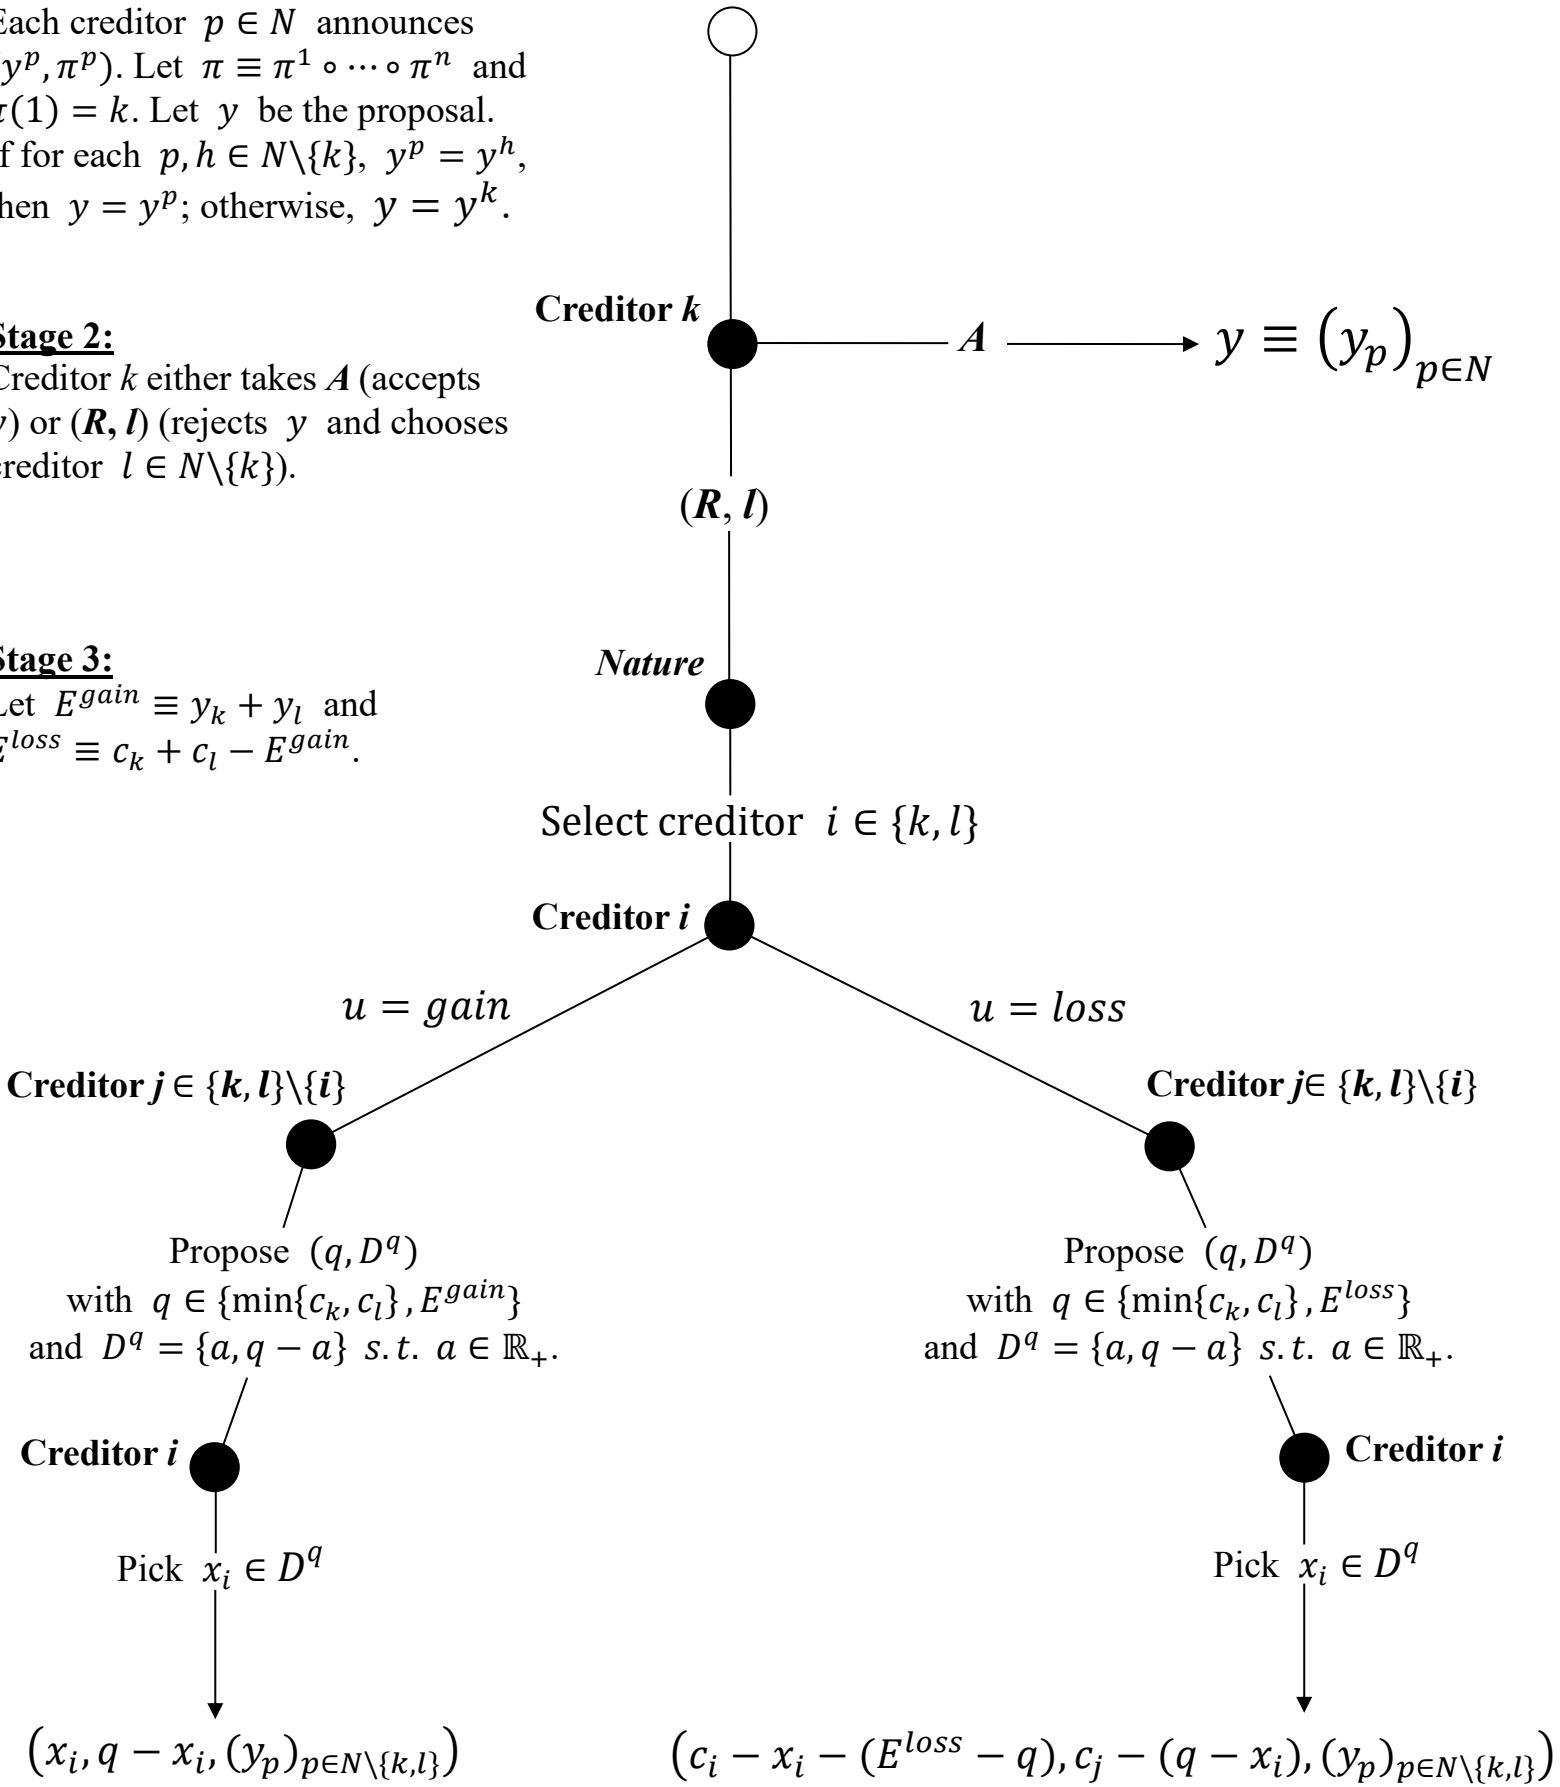 Each creditor p ∈ N announces
(y^p, π^p). Let π ≡ π^1 ∘ ⋯ ∘ π^n and
π(1) = k. Let y be the proposal.
If for each p, h ∈ N\{k}, y^p = y^h,
then y = y^p; otherwise, y = y^k.
Creditor k
A
y ≡ (y_p)_{p∈N}
Stage 2:
Creditor k either takes A (accepts
y) or (R, l) (rejects y and chooses
creditor l ∈ N\{k}).
(R, l)
Nature
Stage 3:
Let E^{gain} ≡ y_k + y_l and
E^{loss} ≡ c_k + c_l − E^{gain}.
Select creditor i ∈ {k, l}
Creditor i
u = gain
u = loss
Creditor j ∈ {k, l}\{i}
Creditor j∈ {k, l}\{i}
Propose (q, D^q)
with q ∈ {min{c_k, c_l}, E^{gain}}
and D^q = {a, q − a} s.t. a ∈ ℝ_+.
Propose (q, D^q)
with q ∈ {min{c_k, c_l}, E^{loss}}
and D^q = {a, q − a} s.t. a ∈ ℝ_+.
Creditor i
Creditor i
Pick x_i ∈ D^q
Pick x_i ∈ D^q
(x_i, q − x_i, (y_p)_{p∈N\{k,l}})
(c_i − x_i − (E^{loss} − q), c_j − (q − x_i), (y_p)_{p∈N\{k,l}})